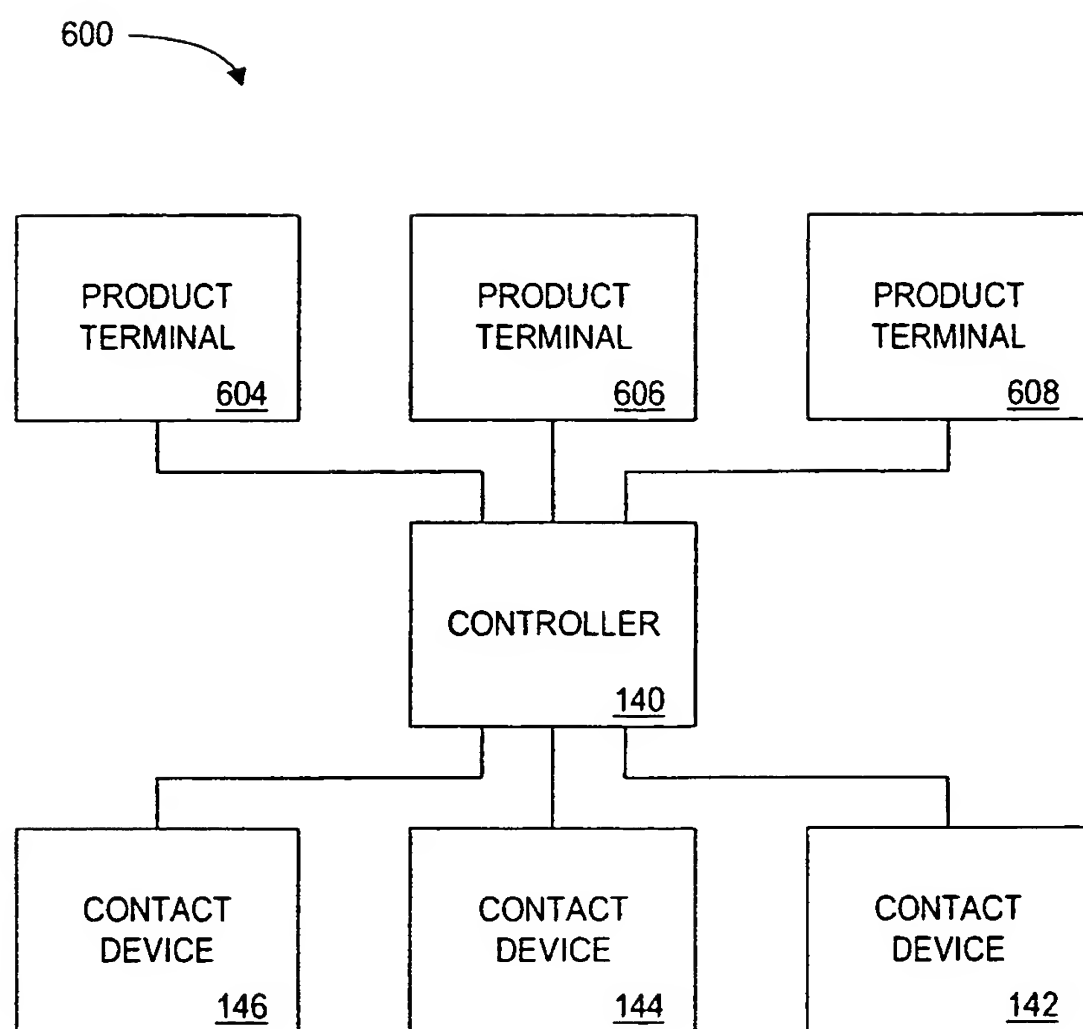 600
PRODUCT
TERMINAL
604
PRODUCT
TERMINAL
606
PRODUCT
TERMINAL
608
CONTROLLER
140
CONTACT
DEVICE
146
CONTACT
DEVICE
144
CONTACT
DEVICE
142